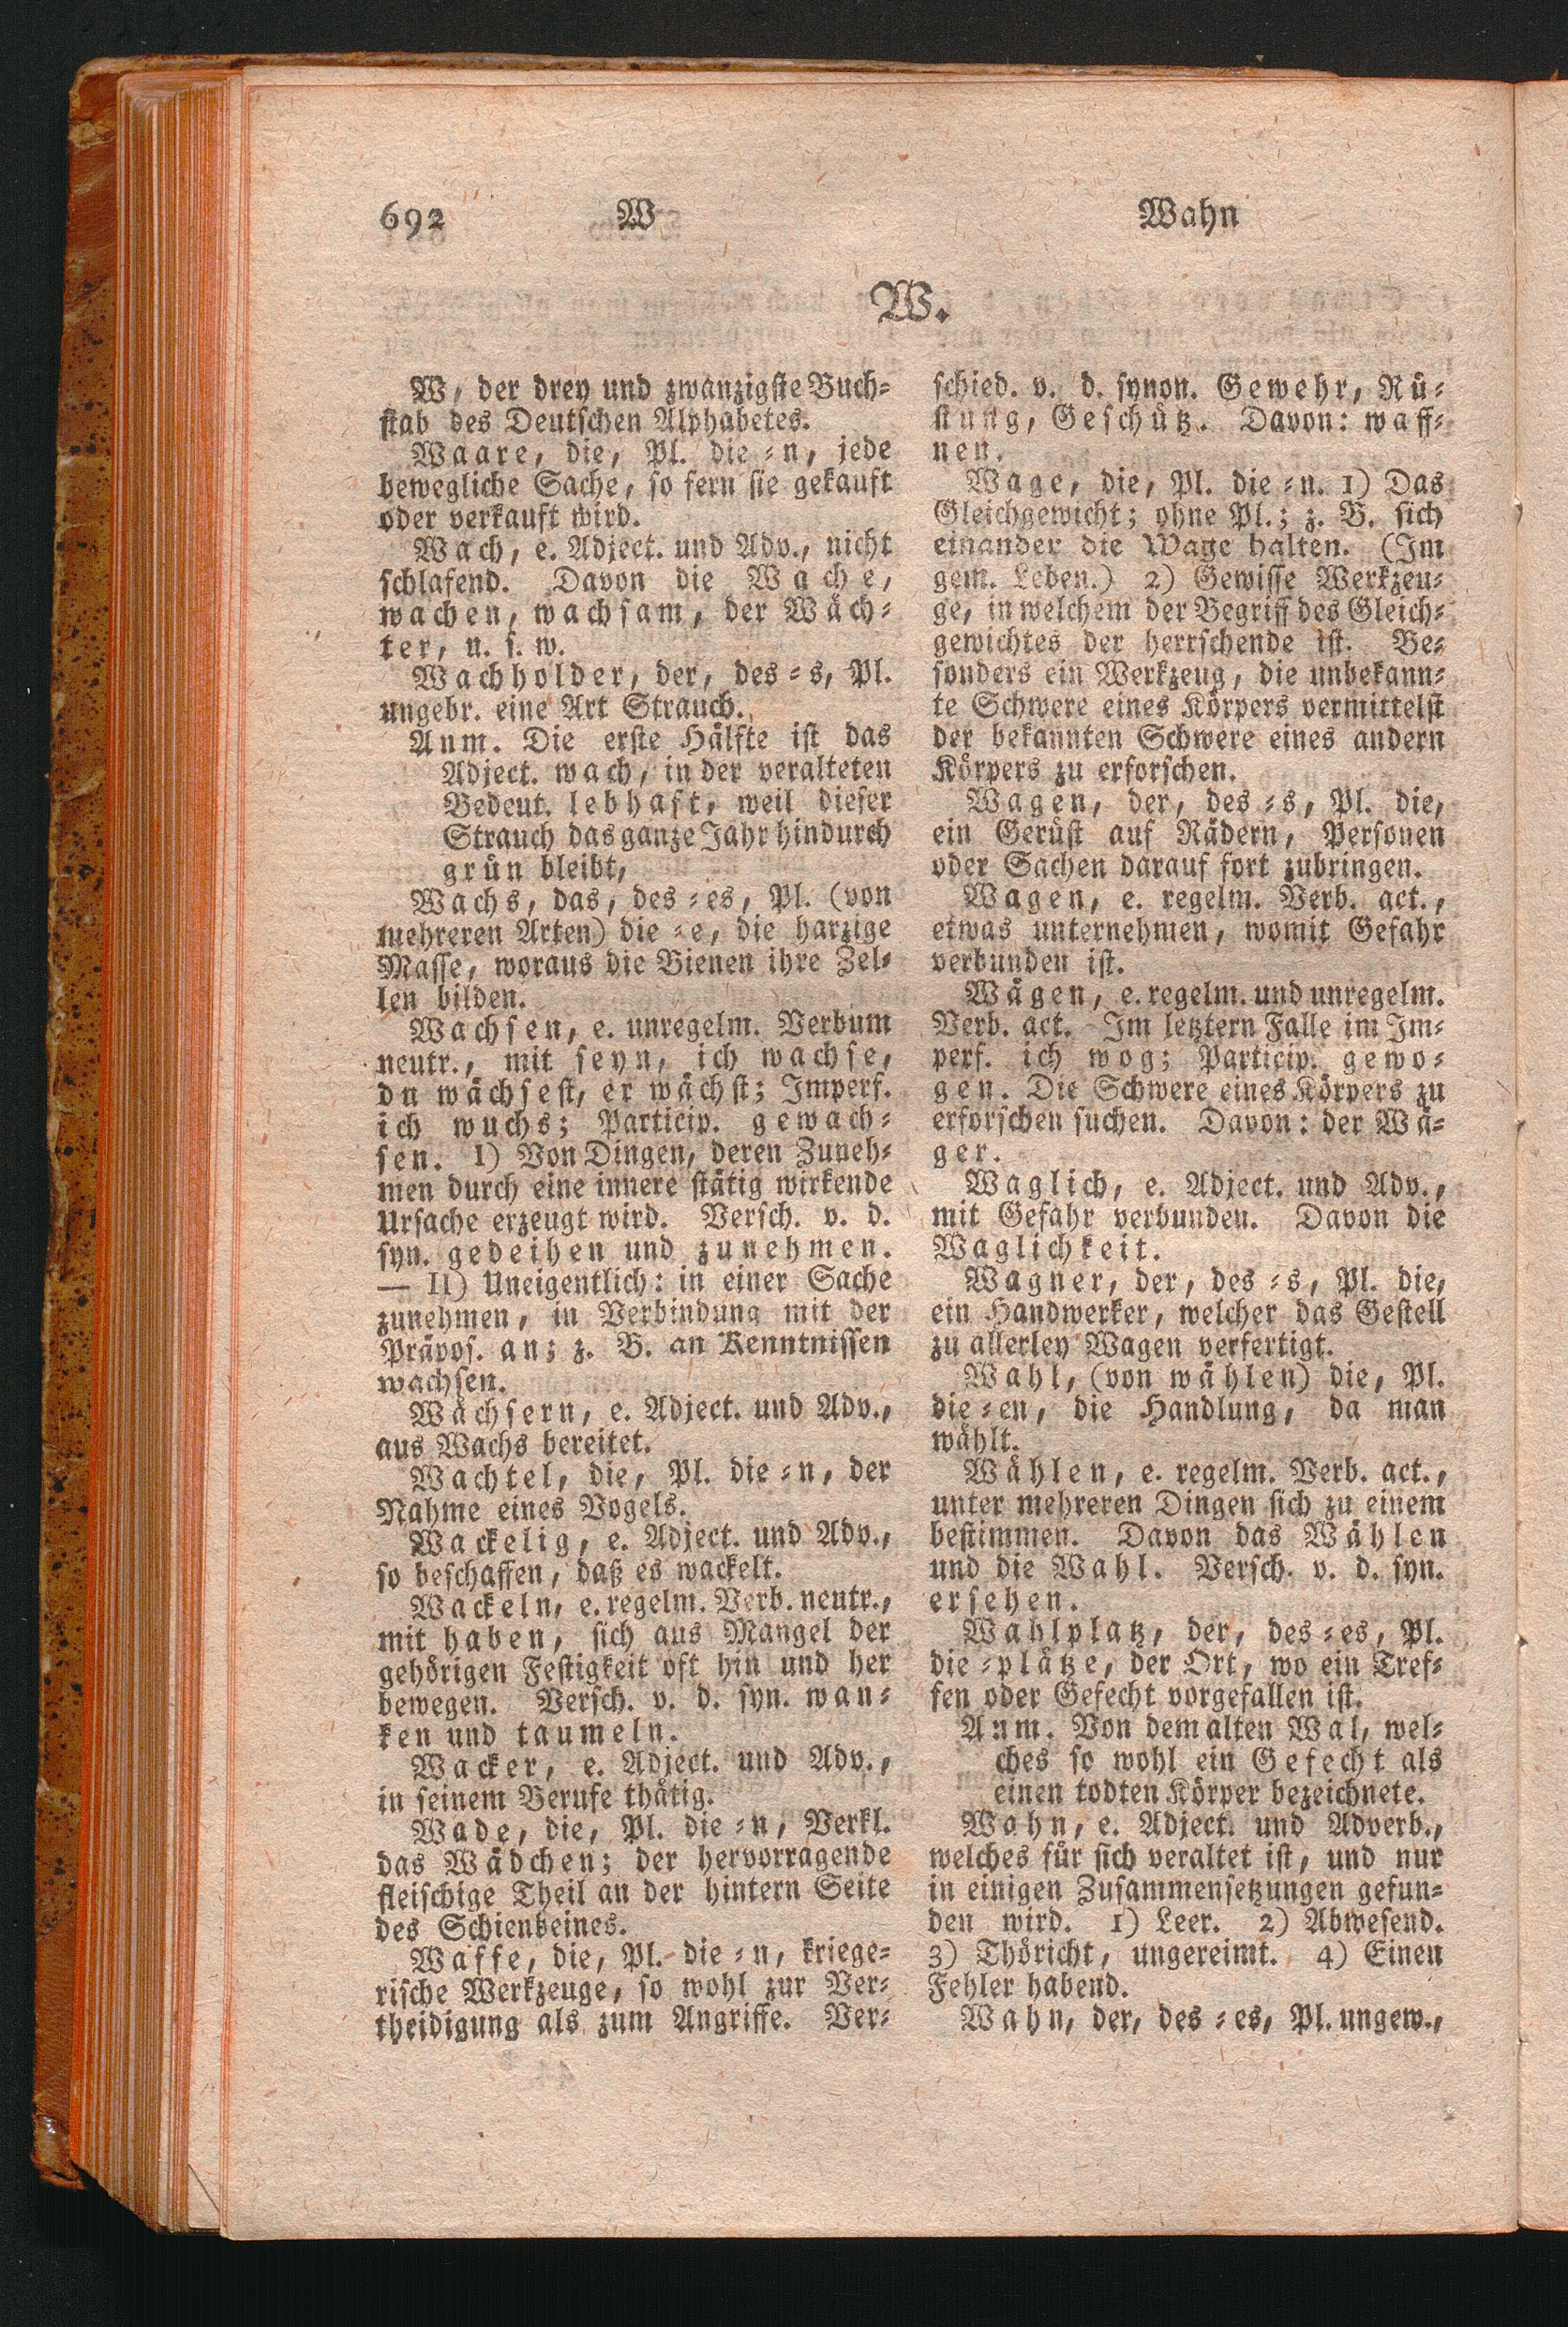 692 W Wahn
W.
W, der drey und zwanzigste Buch⸗
stab des Deutschen Alphabetes.
Waare, die, Pl. die⸗n, jede
bewegliche Sache, so fern sie gekauft
oder verkauft wird.
Wach, e. Adject. und Adv., nicht
schlafend. Davon die Wache,
wachen, wachsam, der Wäch⸗
ter, u. s. w.
Wachholder, der, des⸗s, Pl.
ungebr. eine Art Strauch.
Anm. Die erste Hälfte ist das
Adject. wach, in der veralteten
Bedeut. lebhaft, weil dieser
Strauch das ganze Jahr hindurch
grün bleibt,
Wachs, das, des⸗es, Pl. (von
mehreren Arten) die⸗e, die harzige
Masse, woraus die Bienen ihre Zel⸗
len bilden.
Wachsen, e. unregelm. Verbum
neutr., mit seyn, ich wachse,
du wächsest, er wächst; Imperf.
ich wuchs; Particip. gewach⸗
sen. I) Von Dingen, deren Zuneh⸗
men durch eine innere stätig wirkende
Ursache erzeugt wird. Versch. v. d.
syn. gedeihen und zunehmen.
— II) Uneigentlich: in einer Sache
zunehmen, in Verbindung mit der
Präpos. an; z. B. an Kenntnissen
wachsen.
Wächsern, e. Adject. und Adv.,
aus Wachs bereitet.
Wachtel, die, Pl. die⸗n, der
Nahme eines Vogels.
Wackelig, e. Adject. und Adv.,
so beschaffen, daß es wackelt.
Wackeln, e. regelm. Verb. neutr.,
mit haben, sich aus Mangel der
gehörigen Festigkeit oft hin und her
bewegen. Versch. v. d. syn. wan⸗
ken und taumeln.
Wacker, e. Adject. und Adv.,
in seinem Berufe thätig.
Wade, die, Pl. die⸗n, Verkl.
das Wädchen; der hervorragende
fleischige Theil an der hintern Seite
des Schienbeines.
Waffe, die, Pl. die⸗n, kriege⸗
rische Werkzeuge, so wohl zur Ver⸗
theidigung als zum Angriffe. Ver⸗
schied. v. d. synon. Gewehr, Rü⸗
stung, Geschütz. Davon: waff⸗
nen.
Wage, die, Pl. die⸗n. 1) Das
Gleichgewicht; ohne Pl.; z. B. sich
einander die Wage halten. (Im
gem. Leben.) 2) Gewisse Werkzeu⸗
ge, in welchem der Begriff des Gleich⸗
gewichtes der herrschende ist. Be⸗
sonders ein Werkzeug, die unbekann⸗
te Schwere eines Körpers vermittelst
der bekannten Schwere eines andern
Körpers zu erforschen.
Wagen, der, des⸗s, Pl. die,
ein Gerüst auf Rädern, Personen
oder Sachen darauf fort zubringen.
Wagen, e. regelm. Verb. act.,
etwas unternehmen, womit Gefahr
verbunden ist.
Wägen, e. regelm. und unregelm.
Verb. act. Im letztern Falle im Im⸗
perf. ich wog; Particip. gewo⸗
gen. Die Schwere eines Körpers zu
erforschen suchen. Davon: der Wä⸗
ger.
Waglich, e. Adject. und Adv.,
mit Gefahr verbunden. Davon die
Waglichkeit.
Wagner, der, des⸗s, Pl. die,
ein Handwerker, welcher das Gestell
zu allerley Wagen verfertigt.
Wahl, (von wählen) die, Pl.
die⸗en, die Handlung, da man
wählt.
Wählen, e. regelm. Verb. act.,
unter mehreren Dingen sich zu einem
bestimmen. Davon das Wählen
und die Wahl. Versch. v. d. syn.
ersehen.
Wahlplatz, der, des⸗es, Pl.
die⸗plätze, der Ort, wo ein Tref⸗
fen oder Gefecht vorgefallen ist.
Anm. Von dem alten Wal, wel⸗
ches so wohl ein Gefecht als
einen todten Körper bezeichnete.
Wahn, e. Adject. und Adverb.,
welches für sich veraltet ist, und nur
in einigen Zusammensetzungen gefun⸗
den wird. 1) Leer. 2) Abwesend.
3) Thöricht, ungereimt. 4) Einen
Fehler habend.
Wahn, der, des⸗es, Pl. ungew.,